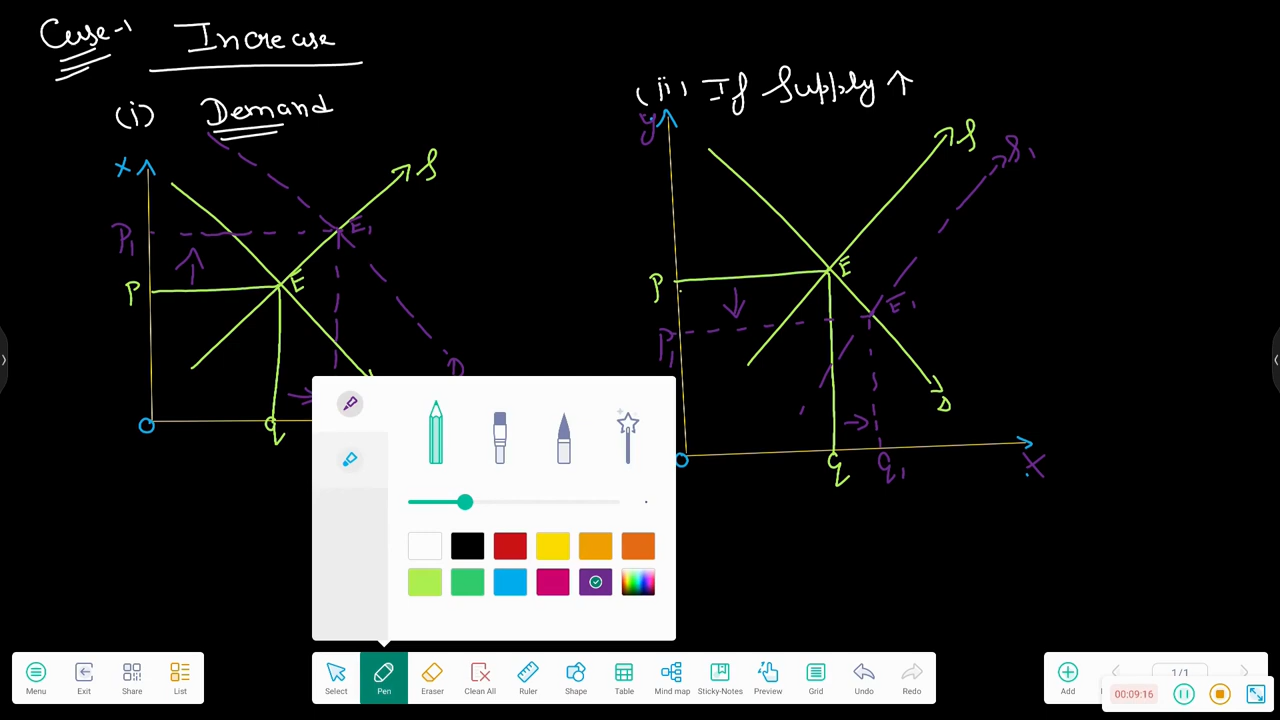 Case-1 Increase
(i) Demand
(ii) If Supply ↑
X
S
P1
E1
P
E
D
O
q
y
S1
S
E
P
E1
P1
D
O
q
q1
X
Menu
Exit
Share
List
Select
Pen
Eraser
Clean All
Ruler
Shape
Table
Mind map
Sticky-Notes
Preview
Grid
Undo
Redo
Add
1/1
00:09:16